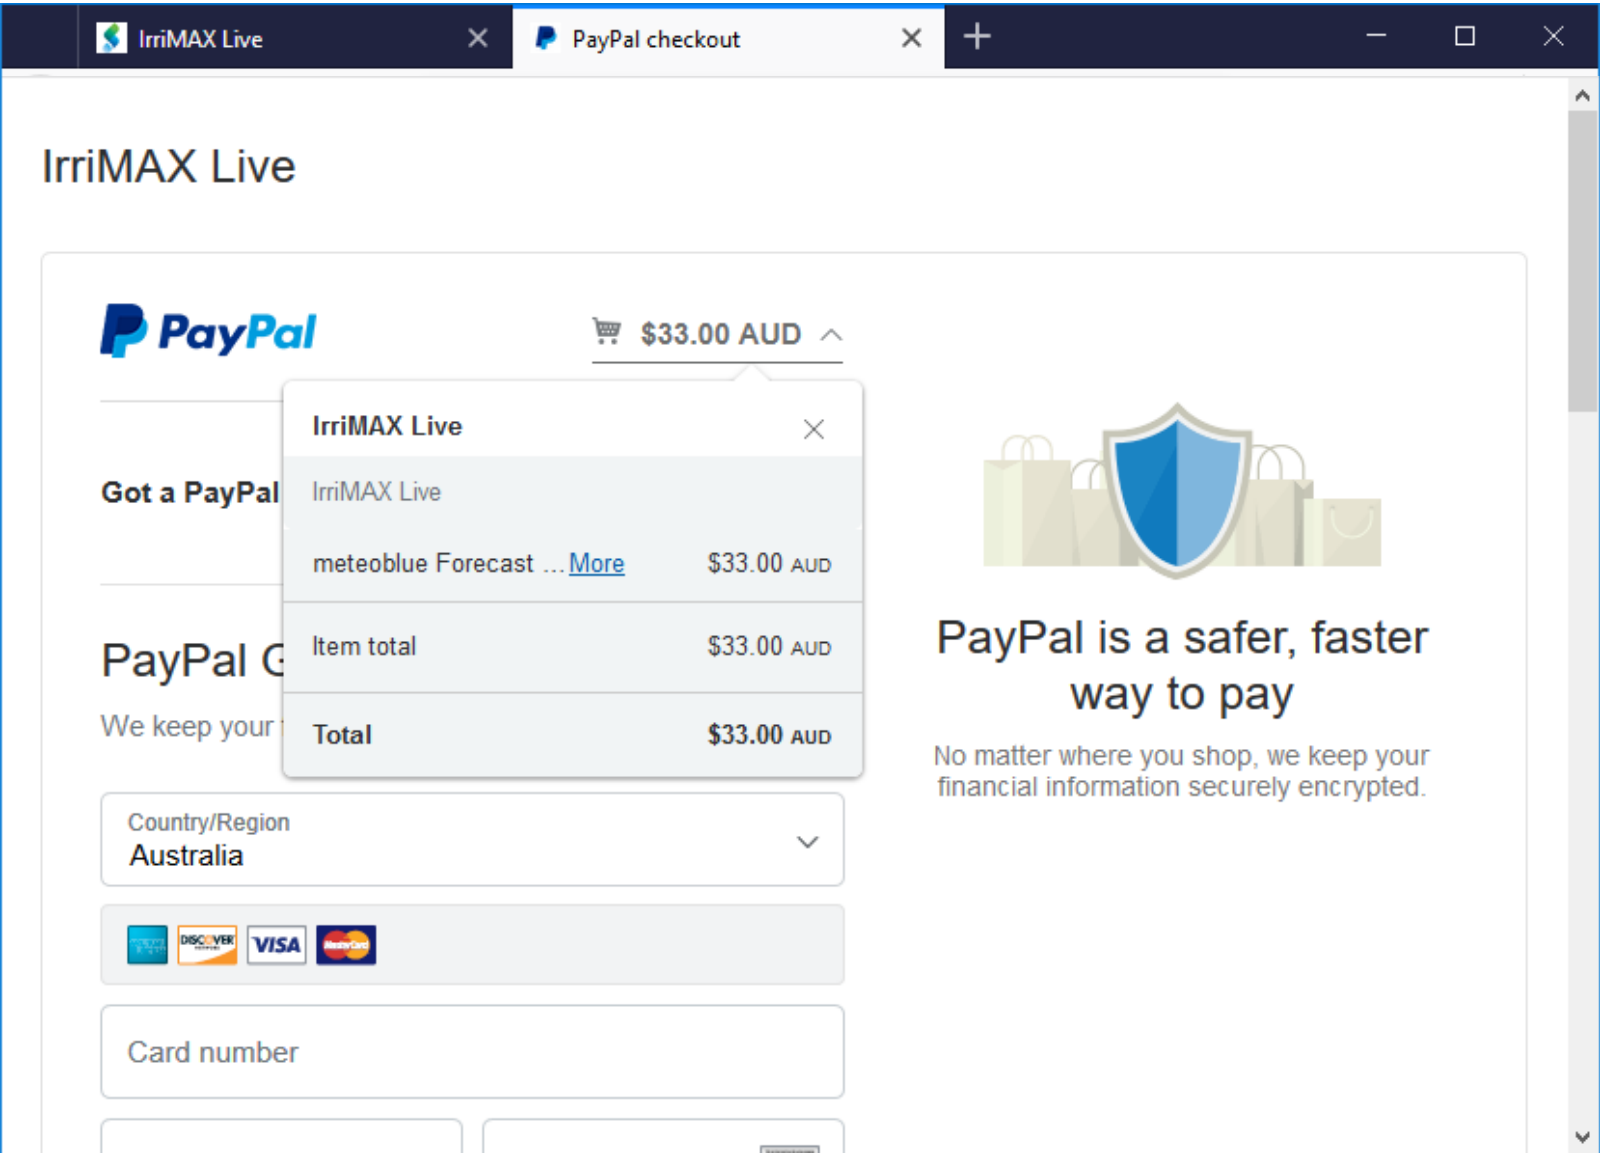 IrriMAX Live
PayPal checkout
IrriMAX Live
PayPal
$33.00 AUD
IrriMAX Live
Got a PayPal
IrriMAX Live
meteoblue Forecast ... More $33.00 AUD
Item total $33.00 AUD
PayPal G
We keep your
Total $33.00 AUD
PayPal is a safer, faster
way to pay
No matter where you shop, we keep your
financial information securely encrypted.
Country/Region
Australia
DISCOVER VISA MasterCard
Card number